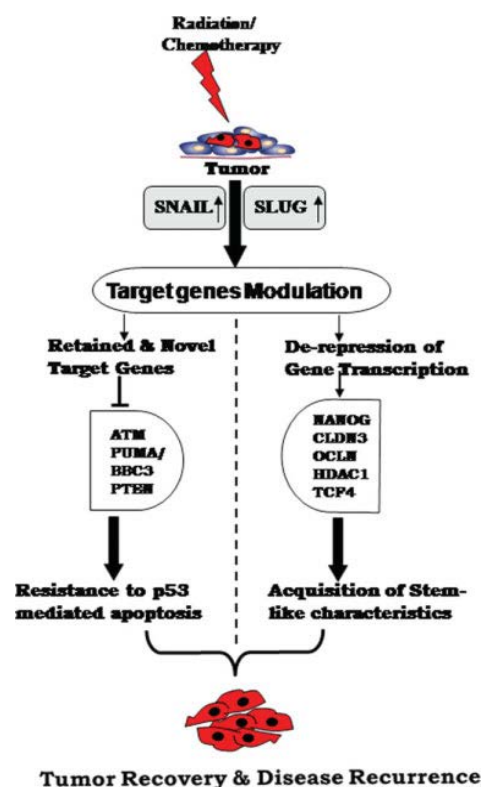 Radiation/
Chemotherapy
Tumor
SNAIL↑ SLUG↑
Target genes Modulation
Retained & Novel
Target Genes
ATM
PUMA/
BBC3
PTEN
Resistance to p53
mediated apoptosis
De-repression of
Gene Transcription
NANOG
CLDN3
OCLN
HDAC1
TCF4
Acquisition of Stem-
like characteristics
Tumor Recovery & Disease Recurrence